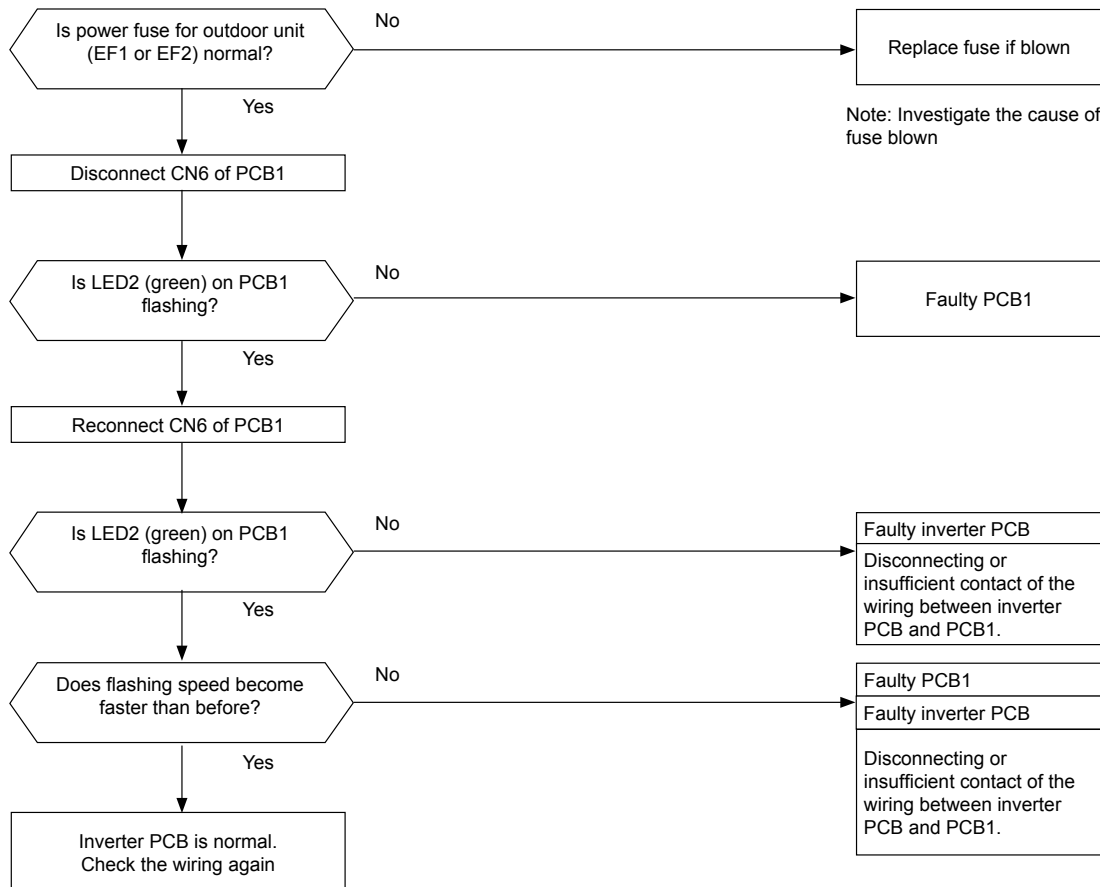 Is power fuse for outdoor unit
(EF1 or EF2) normal?
No
Replace fuse if blown
Yes
Note: Investigate the cause of
fuse blown
Disconnect CN6 of PCB1
Is LED2 (green) on PCB1
flashing?
No
Faulty PCB1
Yes
Reconnect CN6 of PCB1
Is LED2 (green) on PCB1
flashing?
No
Faulty inverter PCB
Disconnecting or
insufficient contact of the
wiring between inverter
PCB and PCB1.
Yes
Does flashing speed become
faster than before?
No
Faulty PCB1
Faulty inverter PCB
Disconnecting or
insufficient contact of the
wiring between inverter
PCB and PCB1.
Yes
Inverter PCB is normal.
Check the wiring again